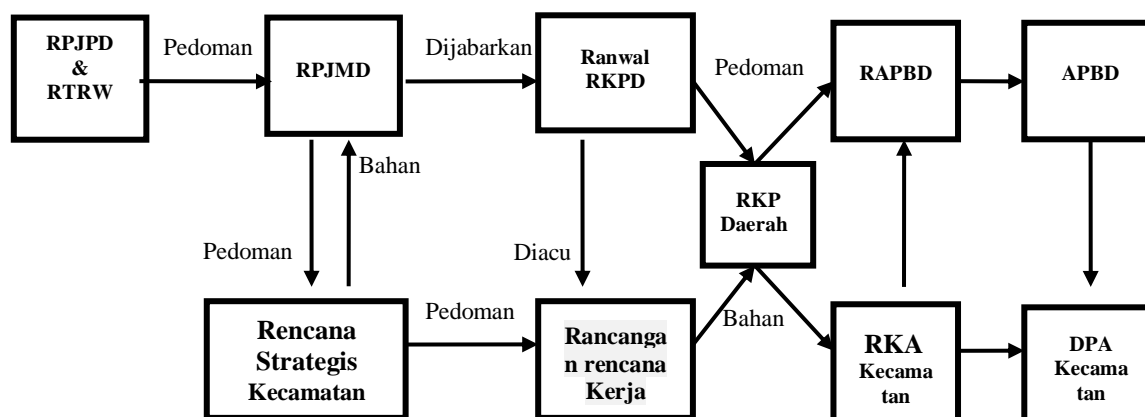 RPJPD
&
RTRW
Pedoman
RPJMD
Dijabarkan
Ranwal
RKPD
Pedoman
RAPBD
APBD
Bahan
RKP
Daerah
Pedoman
Diacu
Rencana
Strategis
Kecamatan
Pedoman
Rancanga
n rencana
Kerja
Bahan
RKA
Kecama
tan
DPA
Kecama
tan